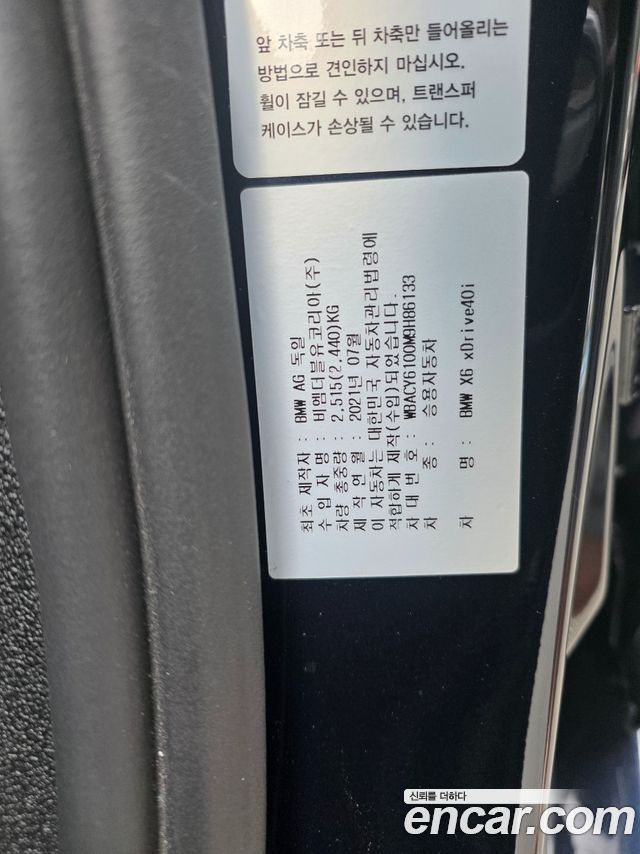 앞 차축 또는 뒤 차축만 들어올리는
방법으로 견인하지 마십시오.
휠이 잠길 수 있으며, 트랜스퍼
케이스가 손상될 수 있습니다.
최초 제작자 : BMW AG 독일
수 입 자 명 : 비엠더블유코리아(주)
차량 총중량 : 2,515(2,440)KG
제 작 연 월 : 2021년 07월
이 자동차는 대한민국 자동차관리법령에
적합하게 제작(수입)되었습니다.
차 대 번 호 : WBACY6100M9H86133
차 종 : 승용자동차
차 명 : BMW X6 xDrive40i
신뢰를 더하다
encar.com